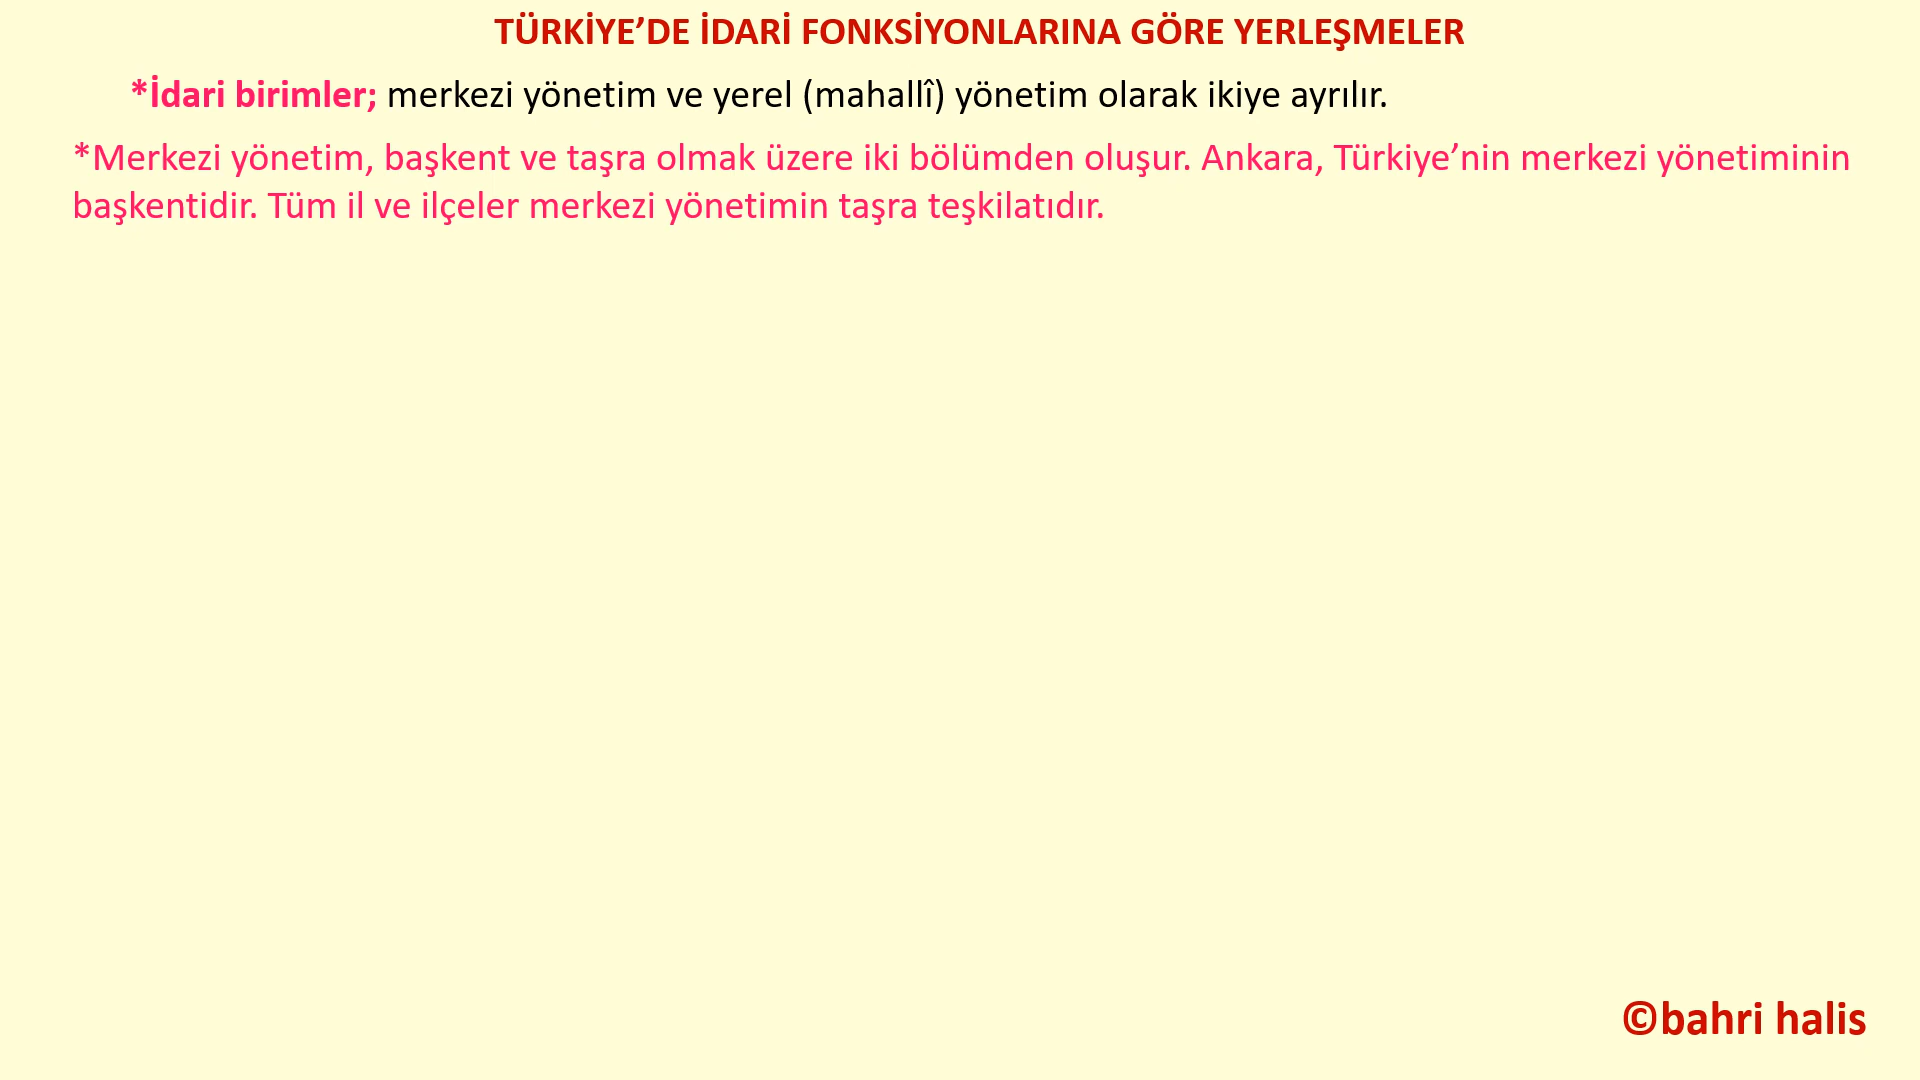 TÜRKİYE’DE İDARİ FONKSİYONLARINA GÖRE YERLEŞMELER
*İdari birimler; merkezi yönetim ve yerel (mahallî) yönetim olarak ikiye ayrılır.
*Merkezi yönetim, başkent ve taşra olmak üzere iki bölümden oluşur. Ankara, Türkiye’nin merkezi yönetiminin
başkentidir. Tüm il ve ilçeler merkezi yönetimin taşra teşkilatıdır.
©bahri halis